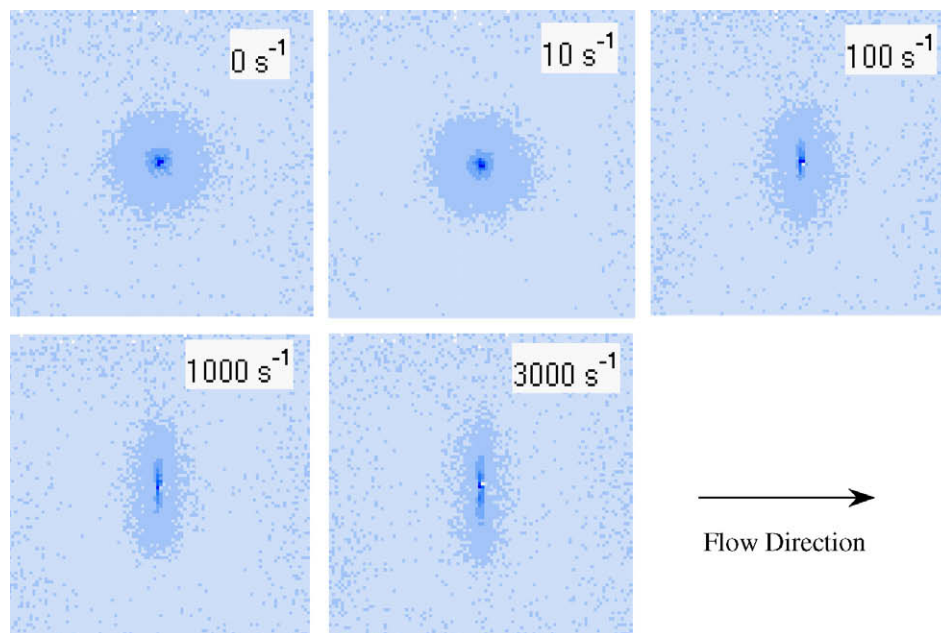 0 s⁻¹
10 s⁻¹
100 s⁻¹
1000 s⁻¹
3000 s⁻¹
Flow Direction